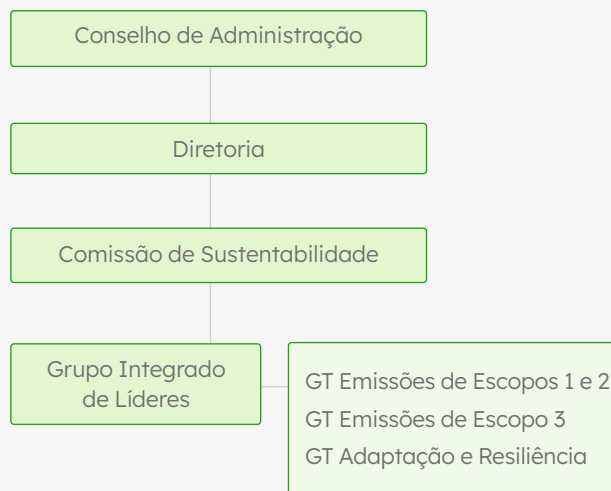 Conselho de Administração
Diretoria
Comissão de Sustentabilidade
Grupo Integrado
de Líderes
GT Emissões de Escopos 1 e 2
GT Emissões de Escopo 3
GT Adaptação e Resiliência